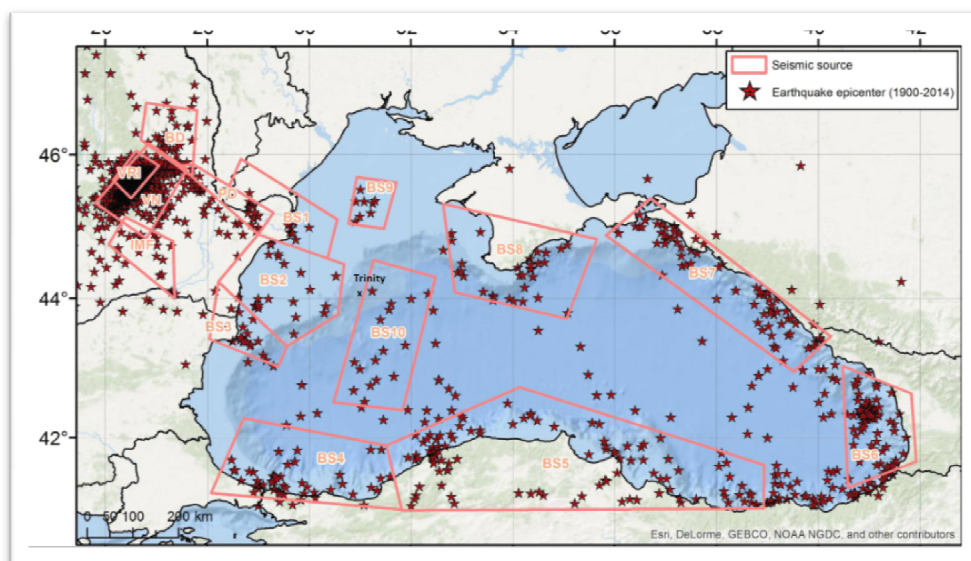 26 28 30 32 34 36 38 40 42
Seismic source
Earthquake epicenter (1900-2014)
BD
46°
VRI
VN
BS9
BS1
IMF
BS8
BS2
BS7
Trinity
44°
BS3
BS10
42°
BS4
BS5
BS6
0 50 100 200 km
Esri, DeLorme, GEBCO, NOAA NGDC, and other contributors